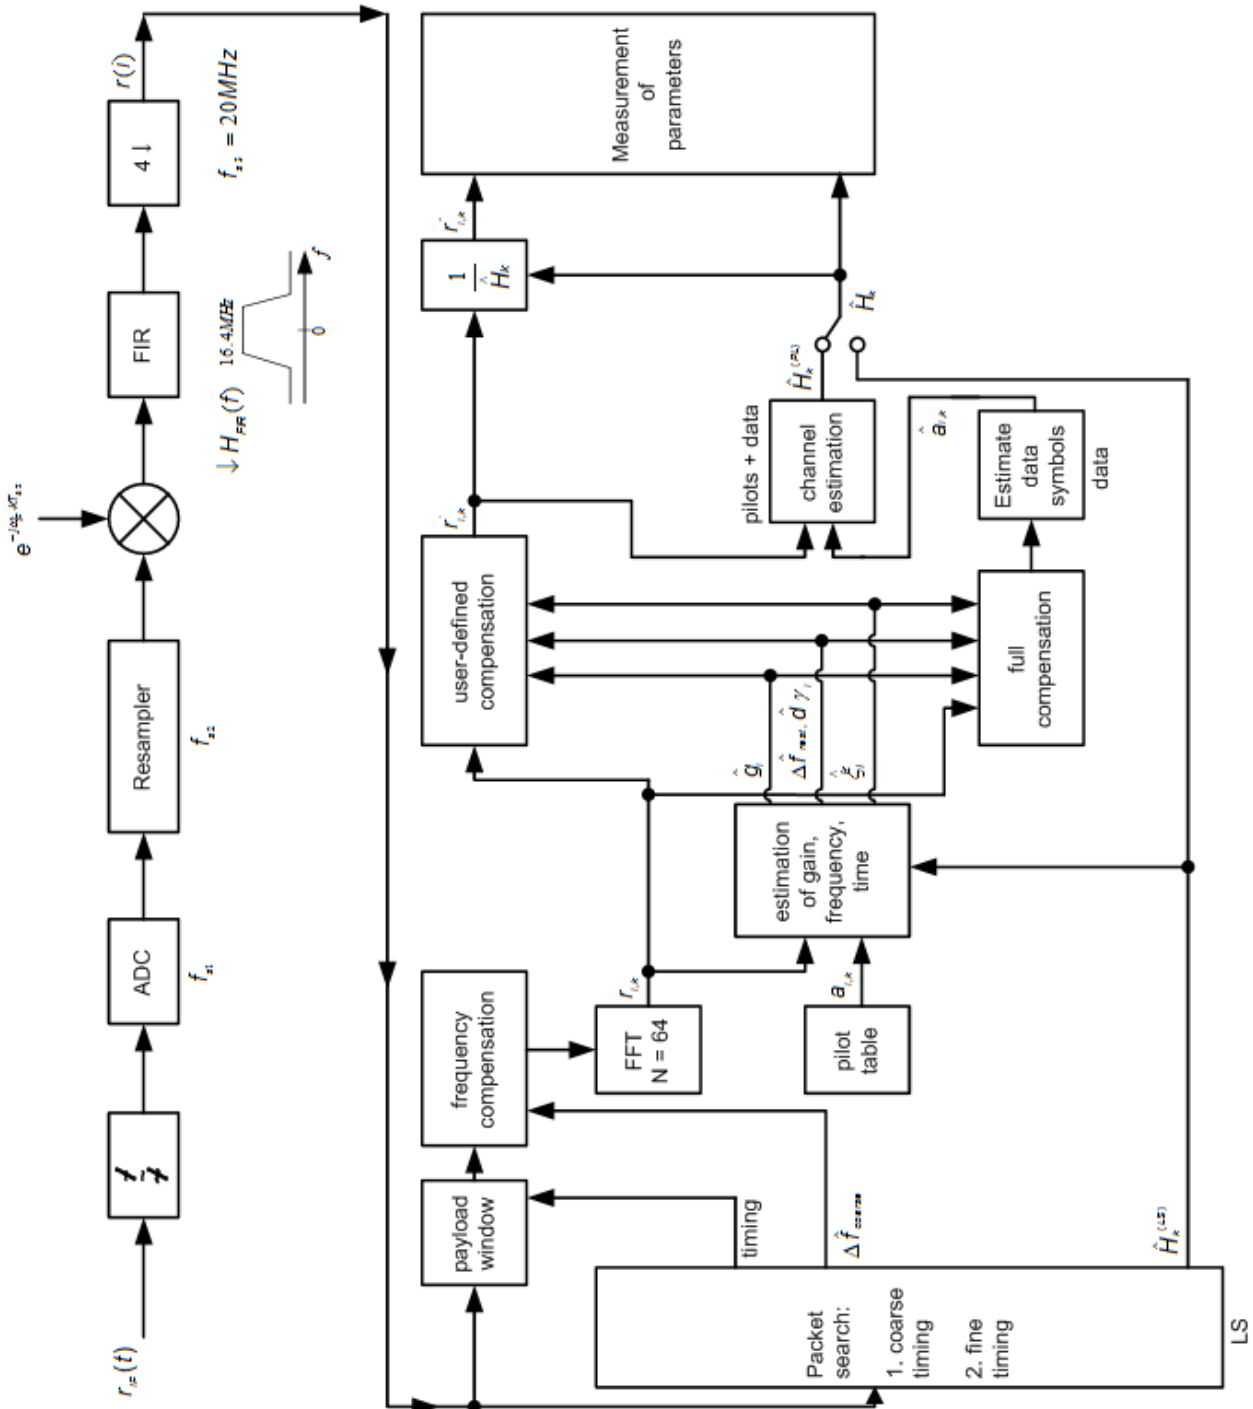 r_IF(t)
ADC
f_s1
Resampler
f_s2
FIR
↓ H_FIR(f)
16.4MHz
0
f
4 ↓
r(i)
f_s3 = 20MHz
payload
window
frequency
compensation
FFT
N = 64
r_l,k
user-defined
compensation
r'_l,k
1
Ĥ_k
r''_l,k
Measurement
of
parameters
timing
Δf̂_coarse
Ĥ_k^(LS)
Packet
search:
1. coarse
timing
2. fine
timing
LS
pilot
table
a_l,k
estimation
of gain,
frequency,
time
ĝ_l
Δf̂_rest, d̂γ_l
ξ̂_l
full
compensation
Estimate
data
symbols
data
â_l,k
pilots + data
channel
estimation
Ĥ_k^(PL)
Ĥ_k